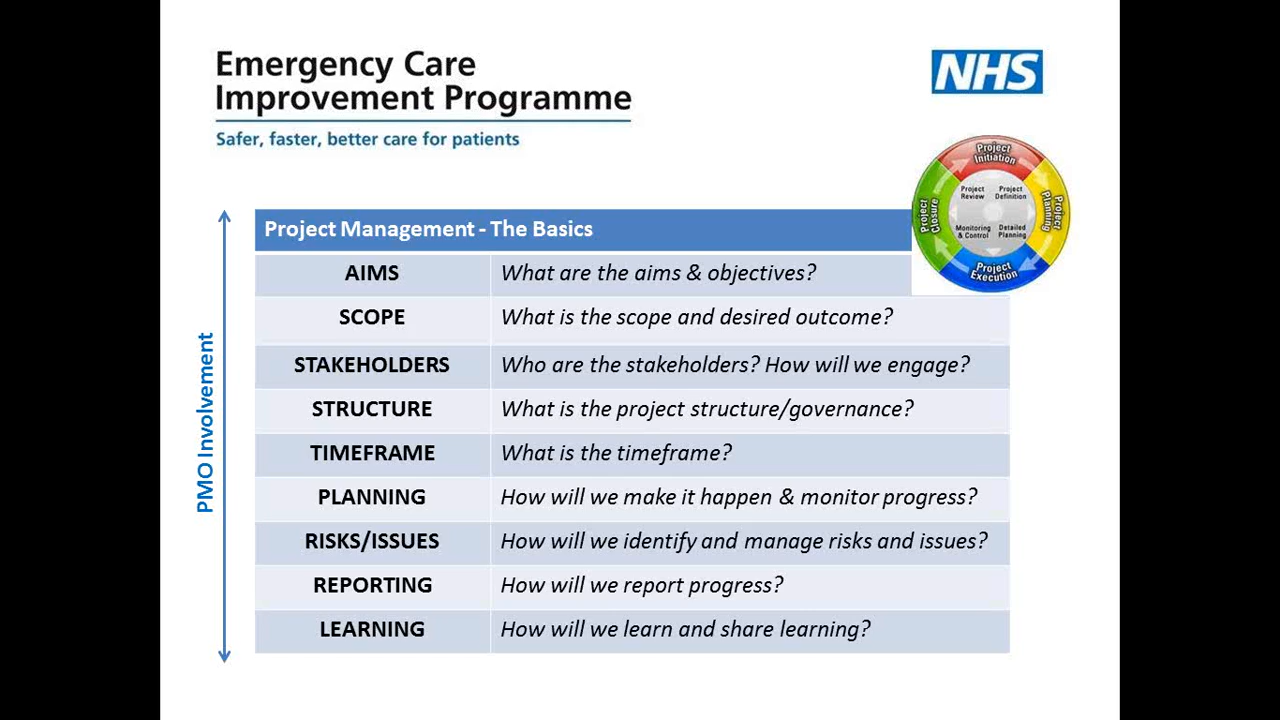 Emergency Care
Improvement Programme
Safer, faster, better care for patients
NHS
Project
Initiation
Project
Planning
Project
Execution
Project
Closure
Project
Review
Project
Definition
Monitoring
& Control
Detailed
Planning
PMO Involvement
Project Management - The Basics
AIMS What are the aims & objectives?
SCOPE What is the scope and desired outcome?
STAKEHOLDERS Who are the stakeholders? How will we engage?
STRUCTURE What is the project structure/governance?
TIMEFRAME What is the timeframe?
PLANNING How will we make it happen & monitor progress?
RISKS/ISSUES How will we identify and manage risks and issues?
REPORTING How will we report progress?
LEARNING How will we learn and share learning?